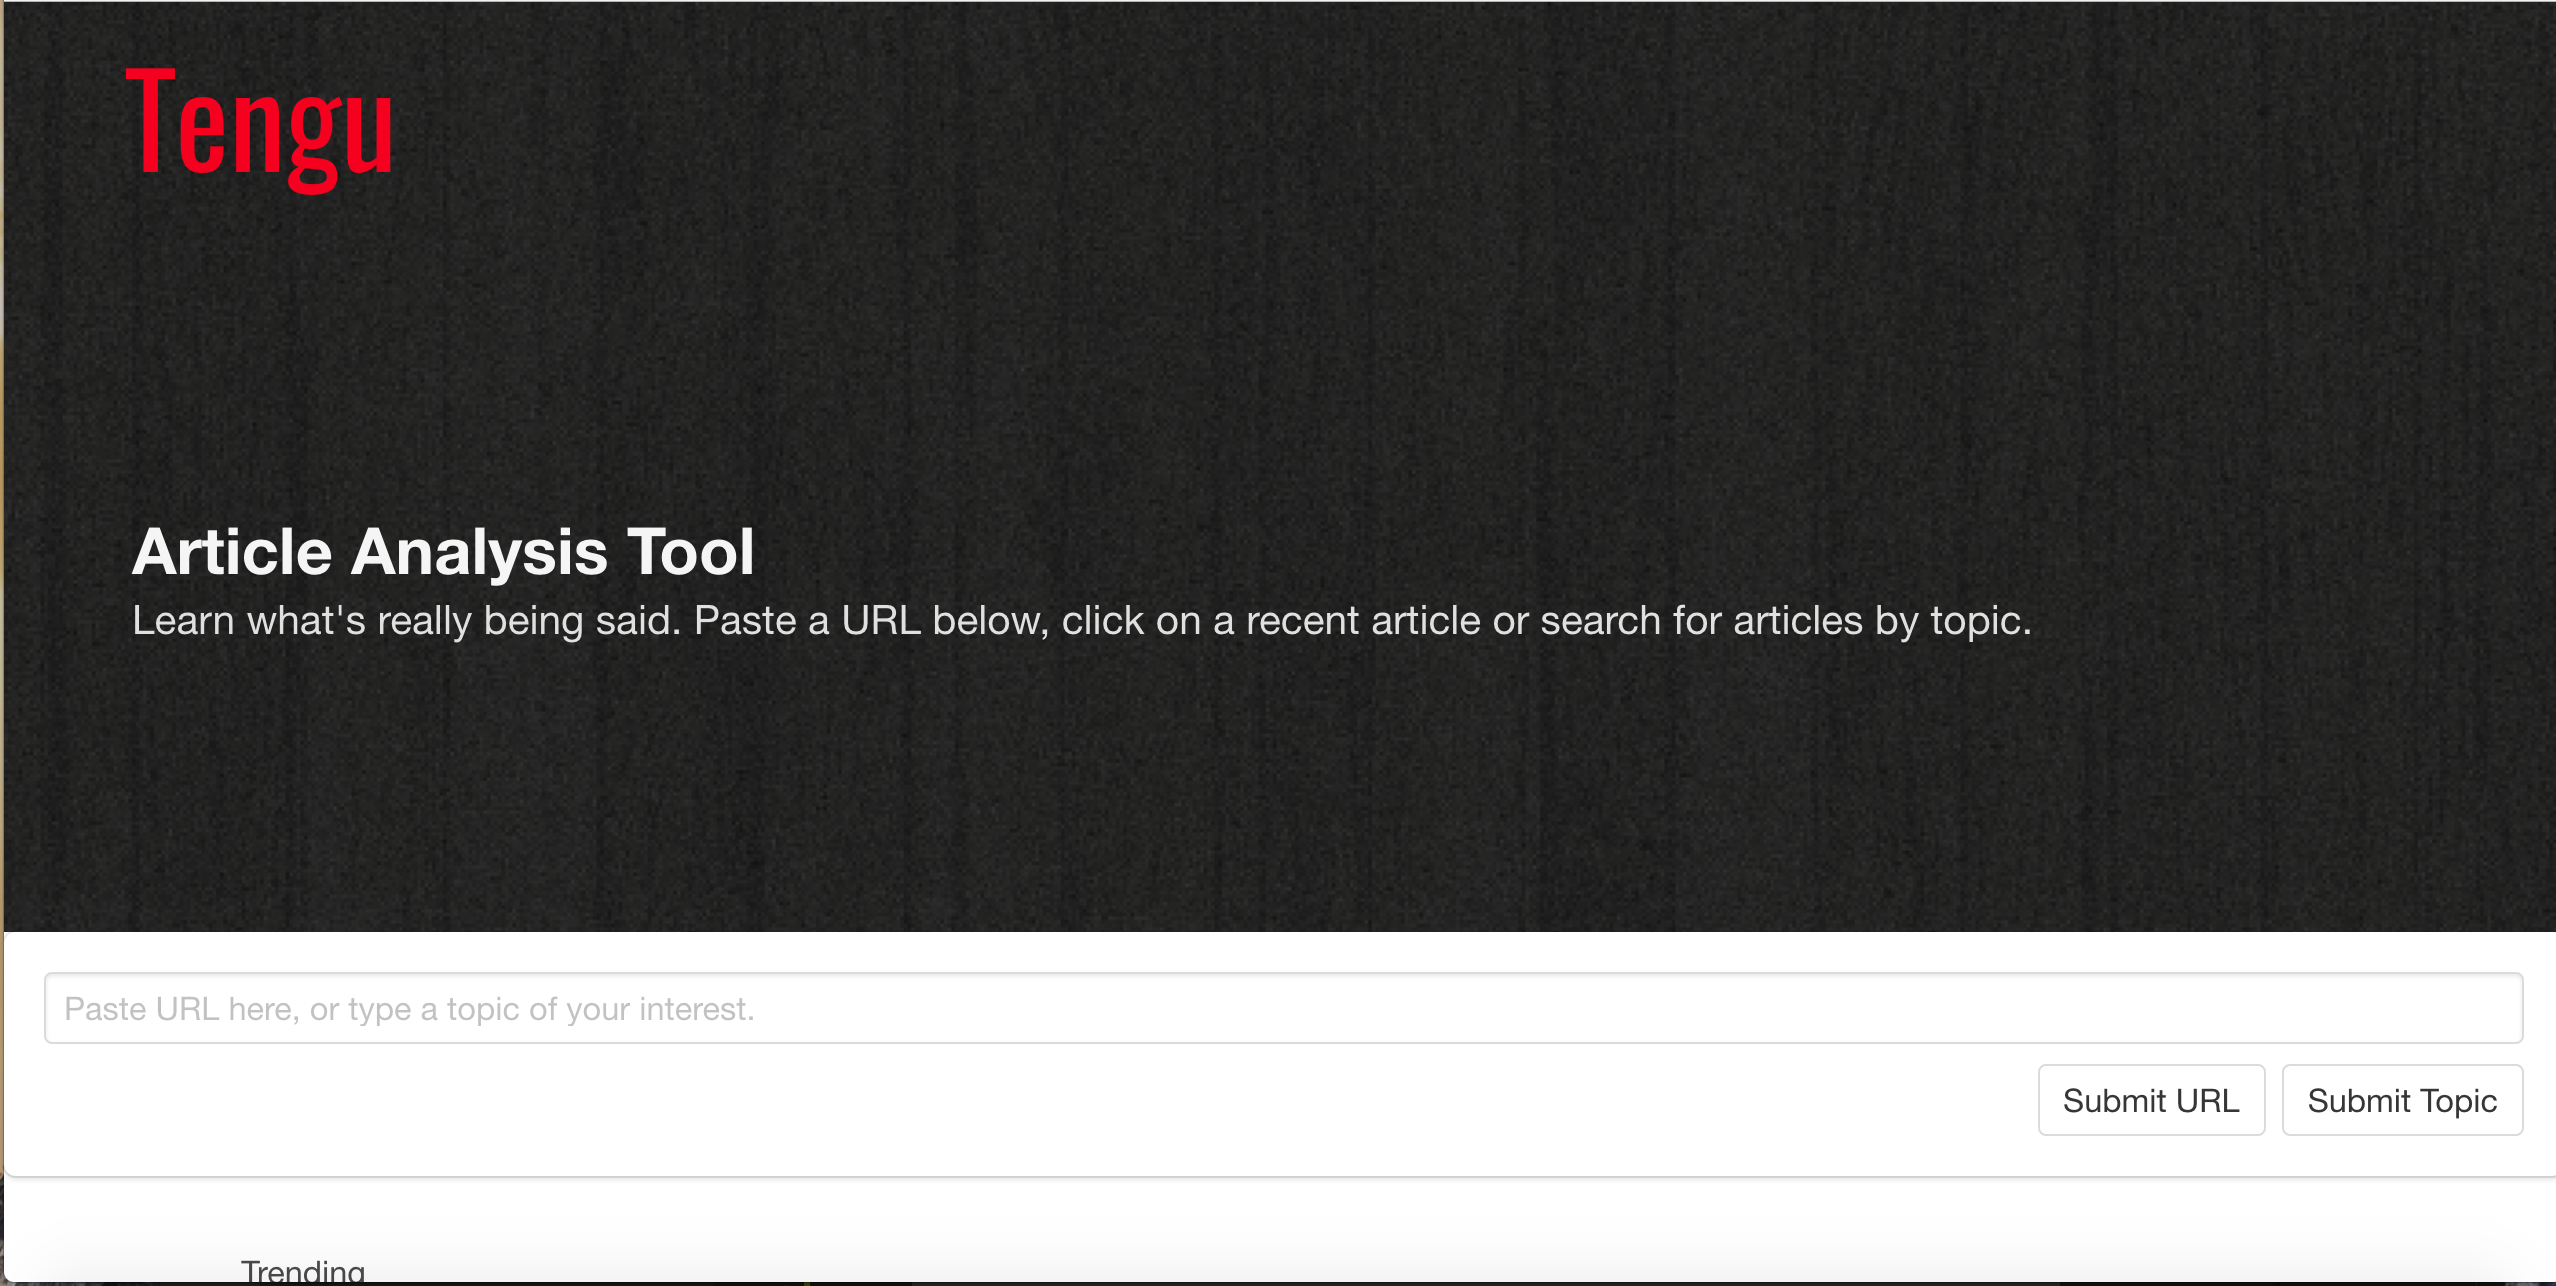 Tengu
Article Analysis Tool
Learn what's really being said. Paste a URL below, click on a recent article or search for articles by topic.
Paste URL here, or type a topic of your interest.
Submit URL
Submit Topic
Trending